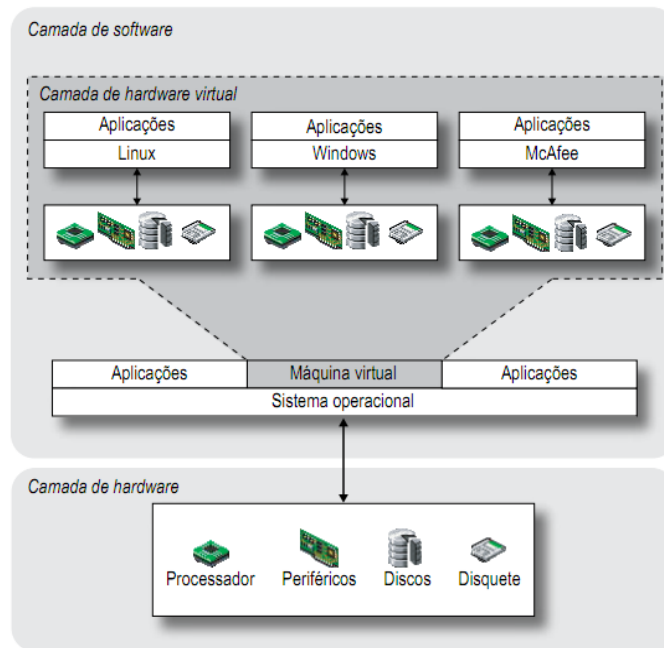 Camada de software
Camada de hardware virtual
Aplicações
Aplicações
Aplicações
Linux
Windows
McAfee
Aplicações
Máquina virtual
Aplicações
Sistema operacional
Camada de hardware
Processador
Periféricos
Discos
Disquete